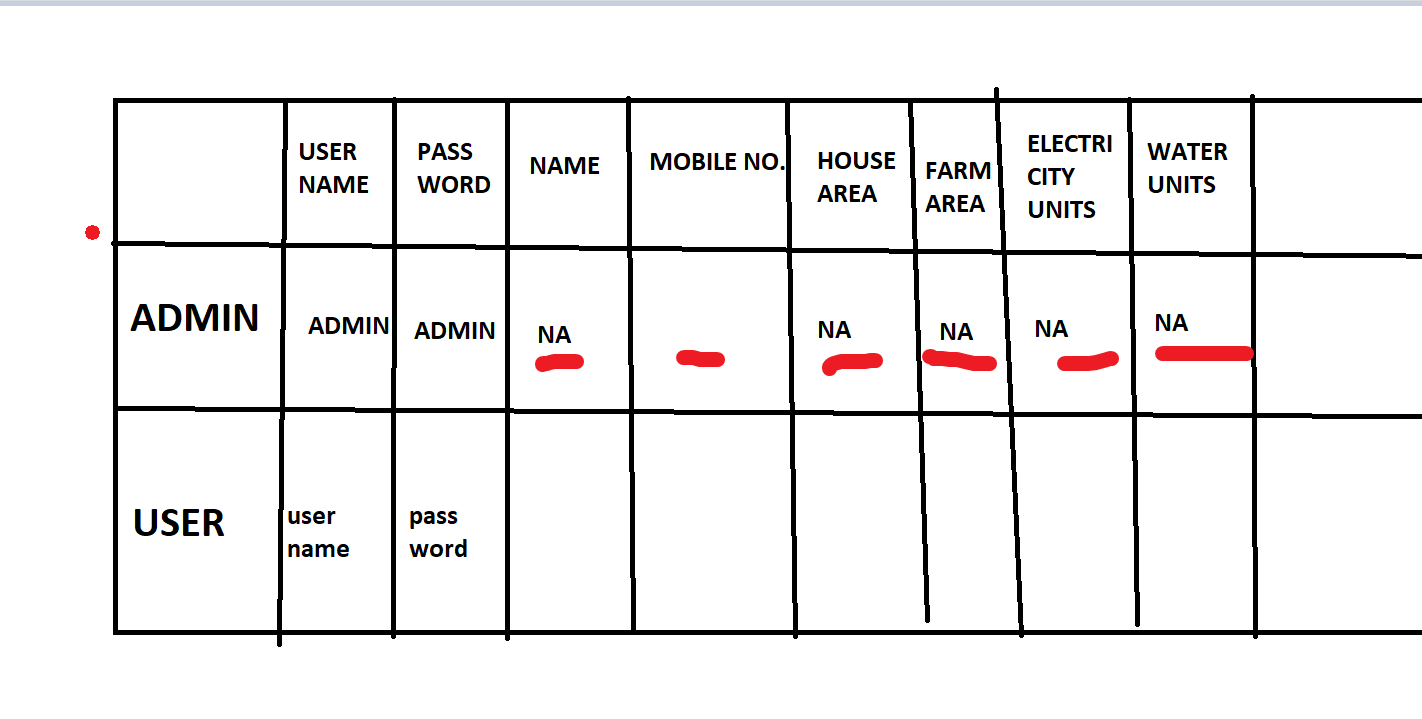 USER
NAME
PASS
WORD
NAME
MOBILE NO.
HOUSE
AREA
FARM
AREA
ELECTRI
CITY
UNITS
WATER
UNITS
ADMIN
ADMIN
ADMIN
NA
NA
NA
NA
NA
USER
user
name
pass
word